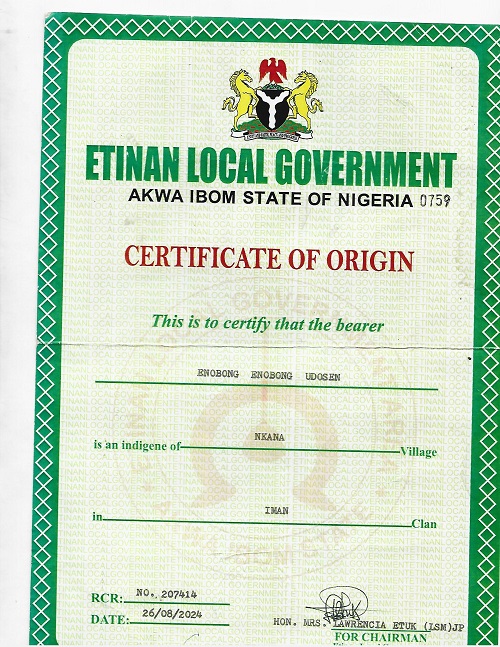 ETINAN LOCAL GOVERNMENT
AKWA IBOM STATE OF NIGERIA 0759
CERTIFICATE OF ORIGIN
This is to certify that the bearer
ENOBONG ENOBONG UDOSEN
is an indigene of NKANA Village
in IMAN Clan
RCR: NO. 207414
DATE: 26/08/2024
HON. MRS. LAWRENCIA ETUK (LSM)JP
FOR CHAIRMAN